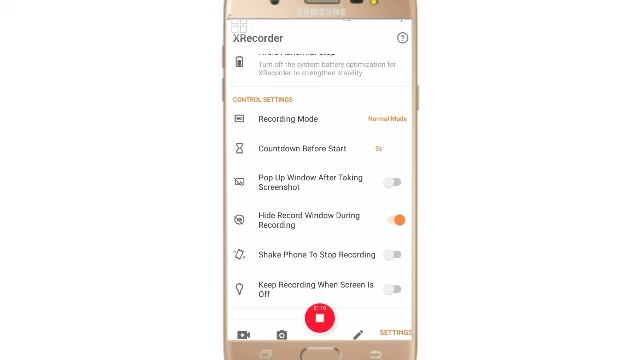 SAMSUNG
XRecorder
Turn off the system battery optimization for
XRecorder to strengthen stability
CONTROL SETTINGS
Recording Mode
Normal Mode
Countdown Before Start
3s
Pop Up Window After Taking
Screenshot
Hide Record Window During
Recording
Shake Phone To Stop Recording
Keep Recording When Screen Is
Off
01:10
SETTINGS